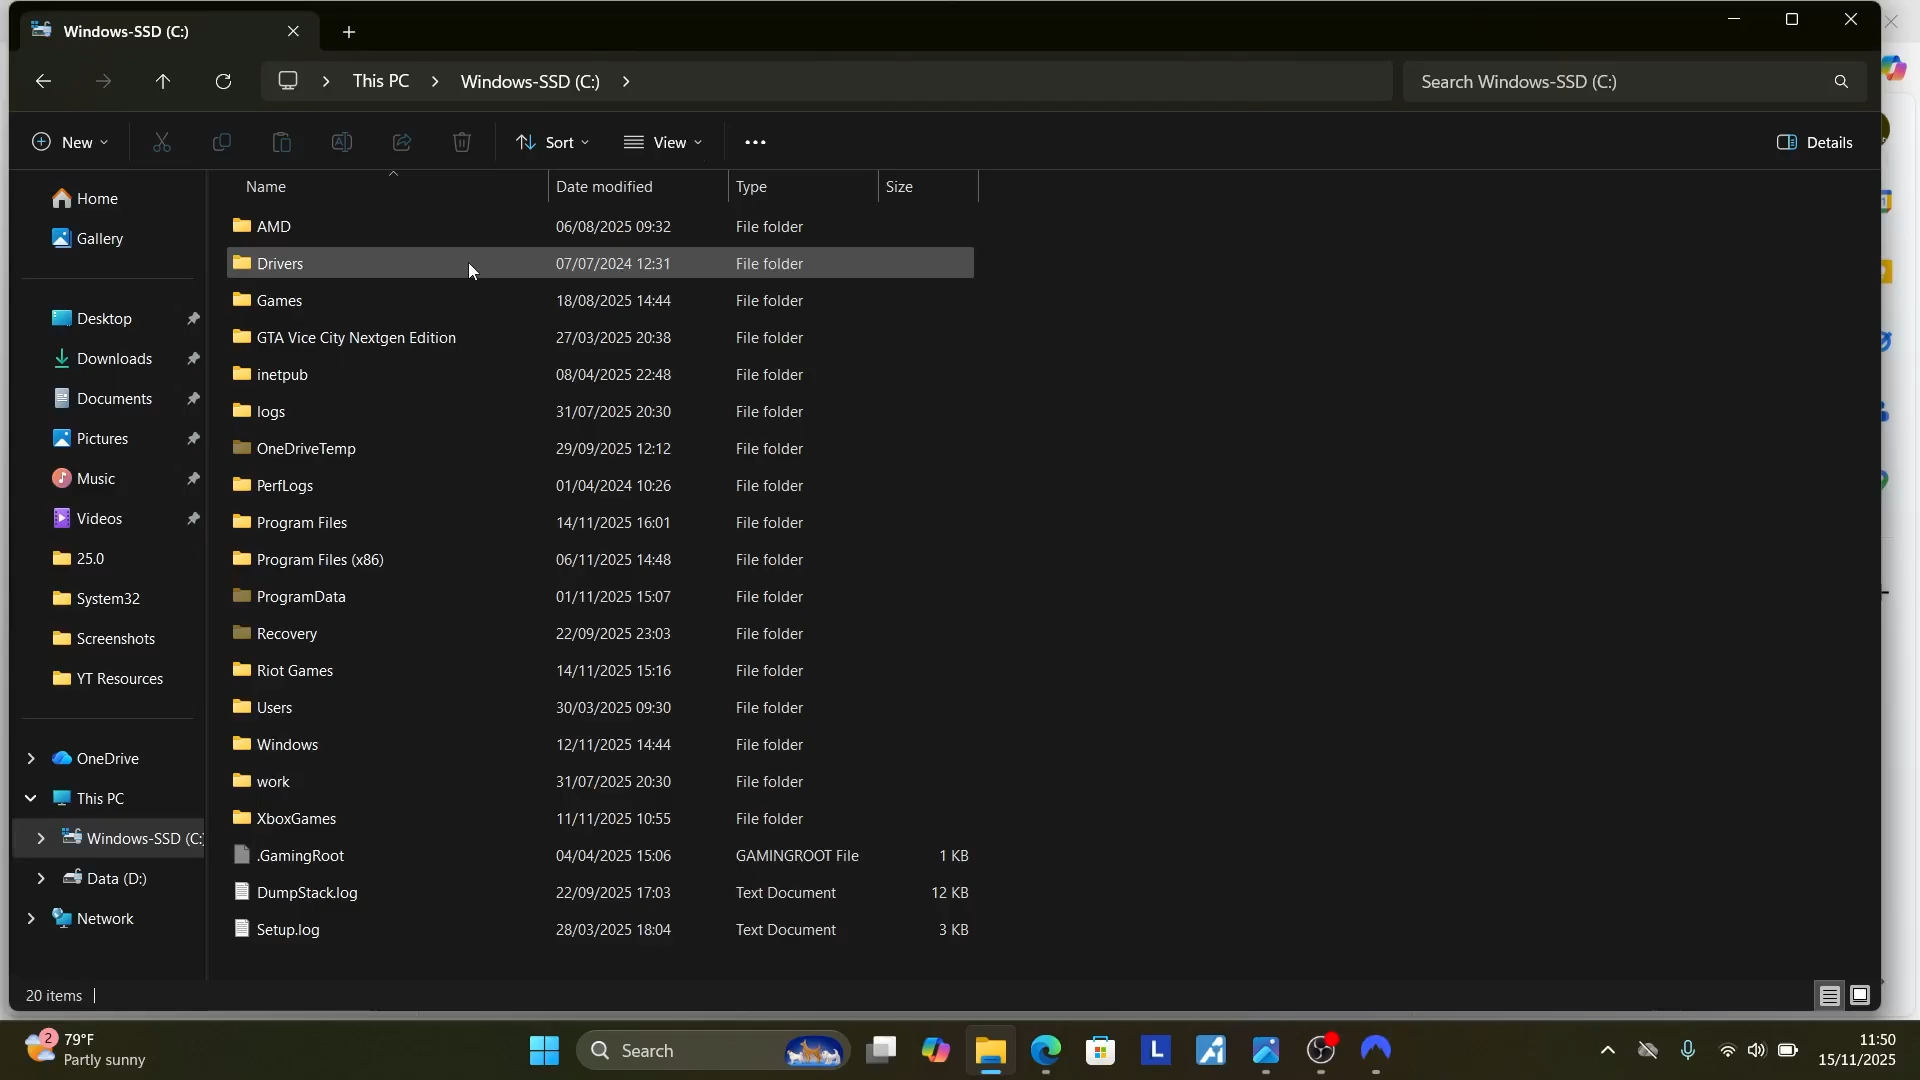 Windows-SSD (C:)
This PC
Windows-SSD (C:)
Search Windows-SSD (C:)
New
Sort
View
Details
Name
Date modified
Type
Size
Home
Gallery
Desktop
Downloads
Documents
Pictures
Music
Videos
25.0
System32
Screenshots
YT Resources
OneDrive
This PC
Windows-SSD (C:)
Data (D:)
Network
AMD 06/08/2025 09:32 File folder
Drivers 07/07/2024 12:31 File folder
Games 18/08/2025 14:44 File folder
GTA Vice City Nextgen Edition 27/03/2025 20:38 File folder
inetpub 08/04/2025 22:48 File folder
logs 31/07/2025 20:30 File folder
OneDriveTemp 29/09/2025 12:12 File folder
PerfLogs 01/04/2024 10:26 File folder
Program Files 14/11/2025 16:01 File folder
Program Files (x86) 06/11/2025 14:48 File folder
ProgramData 01/11/2025 15:07 File folder
Recovery 22/09/2025 23:03 File folder
Riot Games 14/11/2025 15:16 File folder
Users 30/03/2025 09:30 File folder
Windows 12/11/2025 14:44 File folder
work 31/07/2025 20:30 File folder
XboxGames 11/11/2025 10:55 File folder
.GamingRoot 04/04/2025 15:06 GAMINGROOT File 1 KB
DumpStack.log 22/09/2025 17:03 Text Document 12 KB
Setup.log 28/03/2025 18:04 Text Document 3 KB
20 items
2
79°F
Partly sunny
Search
L
11:50
15/11/2025